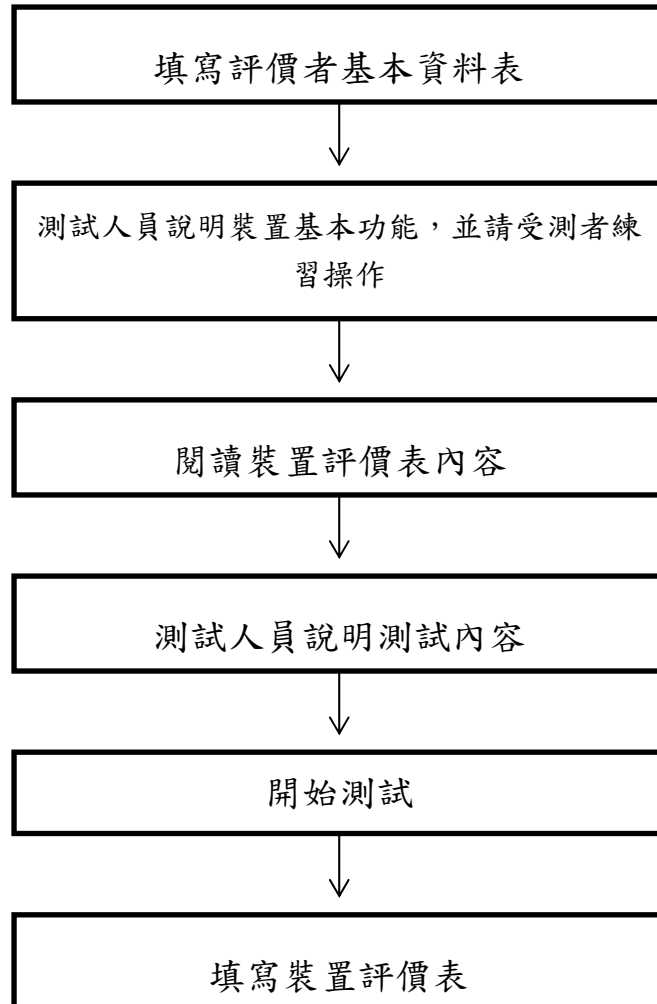 填寫評價者基本資料表
測試人員說明裝置基本功能，並請受測者練
習操作
閱讀裝置評價表內容
測試人員說明測試內容
開始測試
填寫裝置評價表